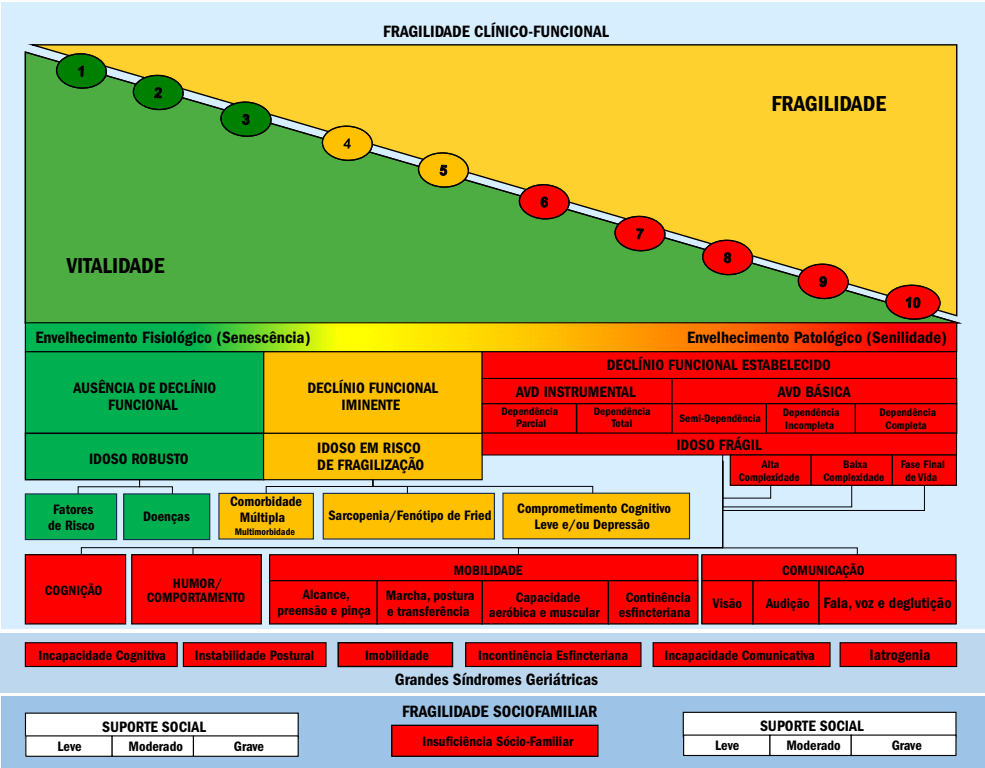 FRAGILIDADE CLÍNICO-FUNCIONAL
1
2
3
4
5
6
7
8
9
10
FRAGILIDADE
VITALIDADE
Envelhecimento Fisiológico (Senescência)
Envelhecimento Patológico (Senilidade)
AUSÊNCIA DE DECLÍNIO
FUNCIONAL
DECLÍNIO FUNCIONAL
IMINENTE
DECLÍNIO FUNCIONAL ESTABELECIDO
AVD INSTRUMENTAL
AVD BÁSICA
Dependência
Parcial
Dependência
Total
Semi-Dependência
Dependência
Incompleta
Dependência
Completa
IDOSO ROBUSTO
IDOSO EM RISCO
DE FRAGILIZAÇÃO
IDOSO FRÁGIL
Alta
Complexidade
Baixa
Complexidade
Fase Final
de Vida
Fatores
de Risco
Doenças
Comorbidade
Múltipla
Multimorbidade
Sarcopenia/Fenótipo de Fried
Comprometimento Cognitivo
Leve e/ou Depressão
COGNIÇÃO
HUMOR/
COMPORTAMENTO
MOBILIDADE
Alcance,
preensão e pinça
Marcha, postura
e transferência
Capacidade
aeróbica e muscular
Continência
esfincteriana
COMUNICAÇÃO
Visão
Audição
Fala, voz e deglutição
Incapacidade Cognitiva
Instabilidade Postural
Imobilidade
Incontinência Esfincteriana
Incapacidade Comunicativa
Iatrogenia
Grandes Síndromes Geriátricas
FRAGILIDADE SOCIOFAMILIAR
SUPORTE SOCIAL
Leve
Moderado
Grave
Insuficiência Sócio-Familiar
SUPORTE SOCIAL
Leve
Moderado
Grave